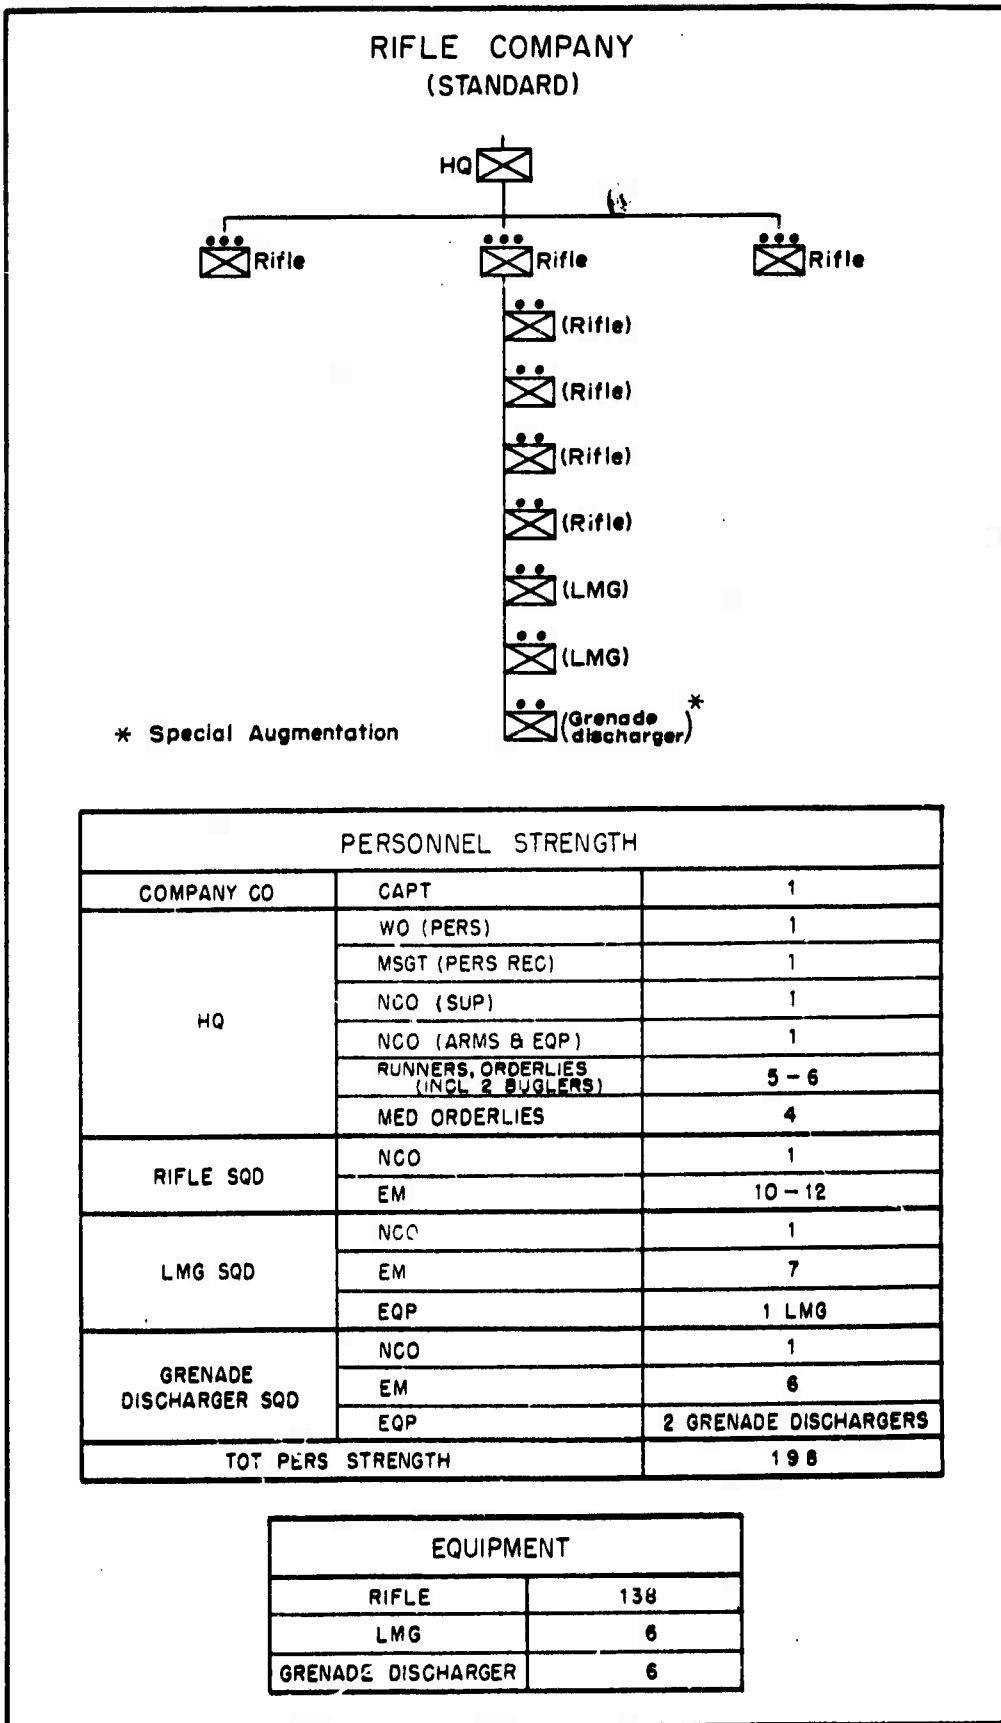 RIFLE COMPANY
(STANDARD)
HQ
Rifle Rifle Rifle
(Rifle)
(Rifle)
(Rifle)
(Rifle)
(LMG)
(LMG)
(Grenade discharger)*
* Special Augmentation
PERSONNEL STRENGTH
COMPANY CO CAPT 1
HQ
WO (PERS) 1
MSGT (PERS REC) 1
NCO (SUP) 1
NCO (ARMS & EQP) 1
RUNNERS, ORDERLIES
(INCL 2 BUGLERS) 5-6
MED ORDERLIES 4
RIFLE SQD
NCO 1
EM 10-12
LMG SQD
NCO 1
EM 7
EQP 1 LMG
GRENADE
DISCHARGER SQD
NCO 1
EM 6
EQP 2 GRENADE DISCHARGERS
TOT PERS STRENGTH 198
EQUIPMENT
RIFLE 138
LMG 6
GRENADE DISCHARGER 6